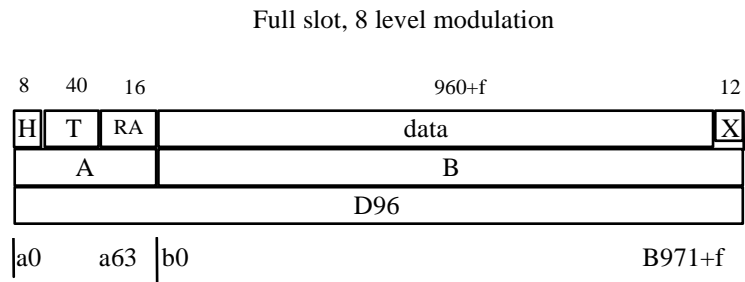 Full slot, 8 level modulation
8 40 16 960+f 12
H T RA data X
A B
D96
a0 a63 b0 B971+f